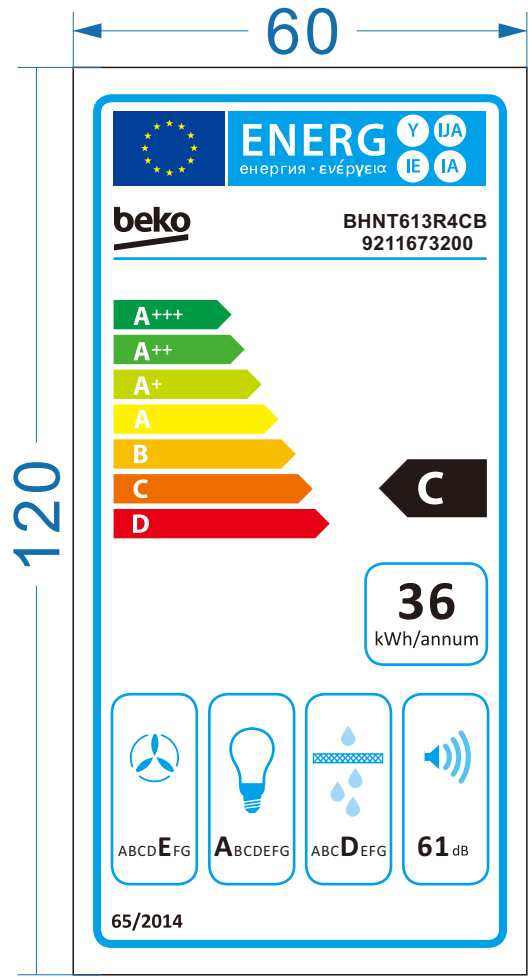 60
120
ENERG
енергия · ενέργεια
Y IJA
IE IA
beko
BHNT613R4CB
9211673200
A+++
A++
A+
A
B
C
D
C
36
kWh/annum
ABCDEFG
ABCDEFG
ABCDEFG
61 dB
65/2014